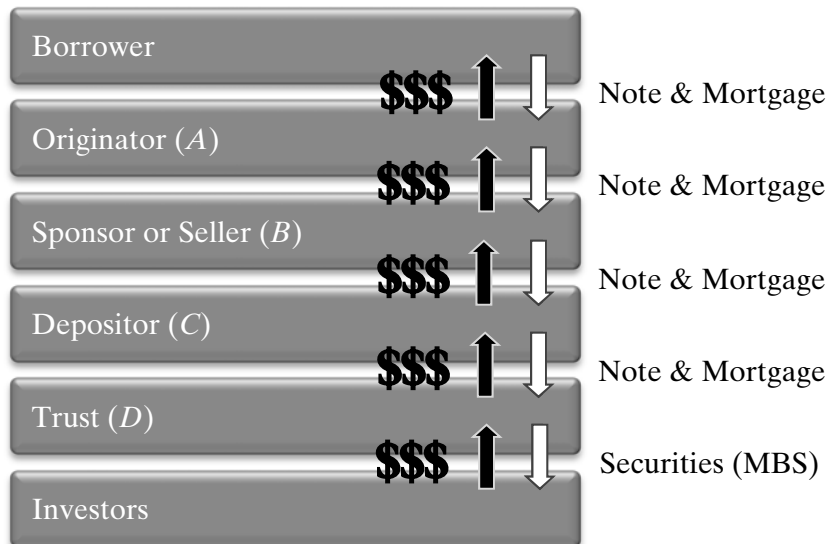 Borrower
$$$
Note & Mortgage
Originator (A)
$$$
Note & Mortgage
Sponsor or Seller (B)
$$$
Note & Mortgage
Depositor (C)
$$$
Note & Mortgage
Trust (D)
$$$
Securities (MBS)
Investors